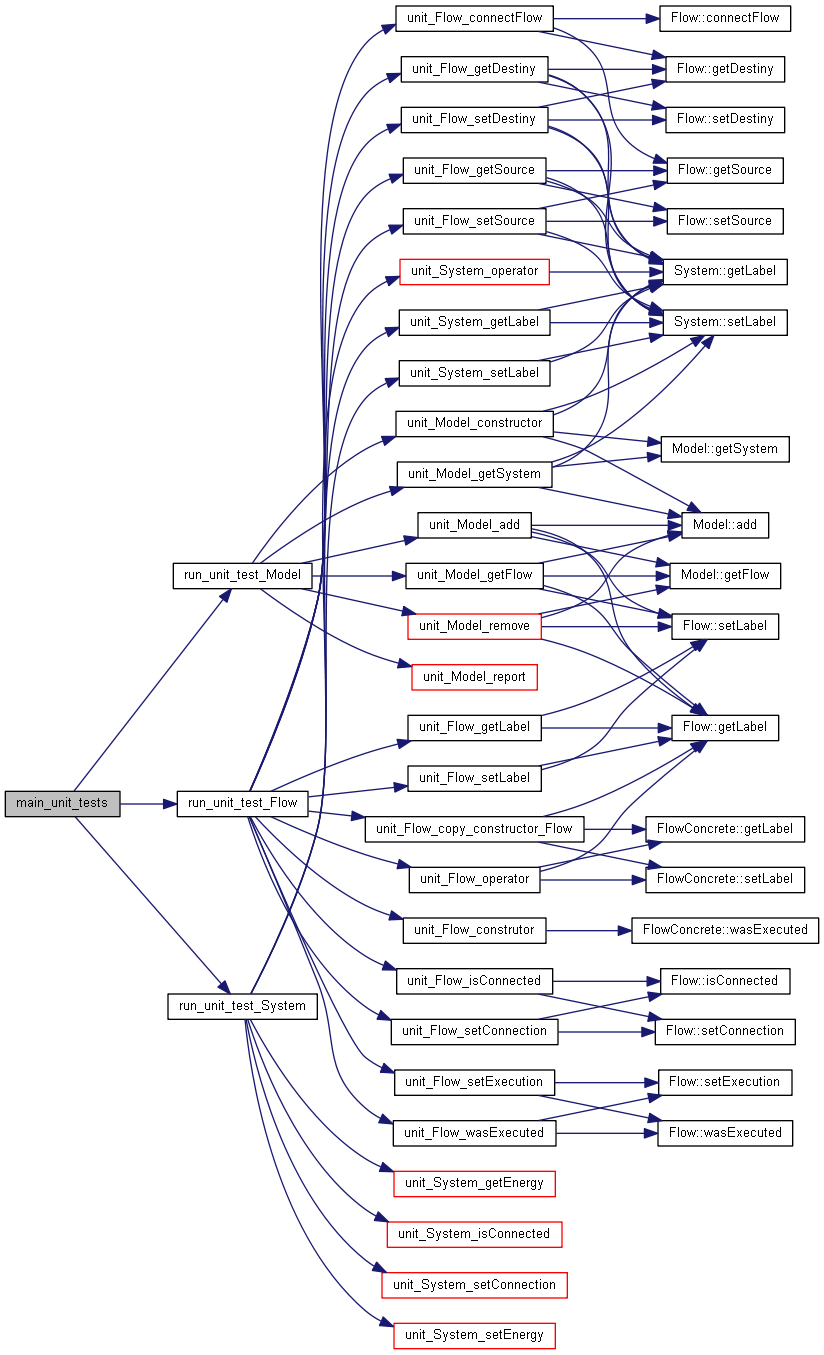 unit_Flow_connectFlow
Flow::connectFlow
unit_Flow_getDestiny
Flow::getDestiny
unit_Flow_setDestiny
Flow::setDestiny
unit_Flow_getSource
Flow::getSource
unit_Flow_setSource
Flow::setSource
unit_System_operator
System::getLabel
unit_System_getLabel
System::setLabel
unit_System_setLabel
unit_Model_constructor
Model::getSystem
unit_Model_getSystem
unit_Model_add
Model::add
run_unit_test_Model
unit_Model_getFlow
Model::getFlow
unit_Model_remove
Flow::setLabel
unit_Model_report
unit_Flow_getLabel
Flow::getLabel
unit_Flow_setLabel
main_unit_tests
run_unit_test_Flow
unit_Flow_copy_constructor_Flow
FlowConcrete::getLabel
unit_Flow_operator
FlowConcrete::setLabel
unit_Flow_construtor
FlowConcrete::wasExecuted
unit_Flow_isConnected
Flow::isConnected
run_unit_test_System
unit_Flow_setConnection
Flow::setConnection
unit_Flow_setExecution
Flow::setExecution
unit_Flow_wasExecuted
Flow::wasExecuted
unit_System_getEnergy
unit_System_isConnected
unit_System_setConnection
unit_System_setEnergy